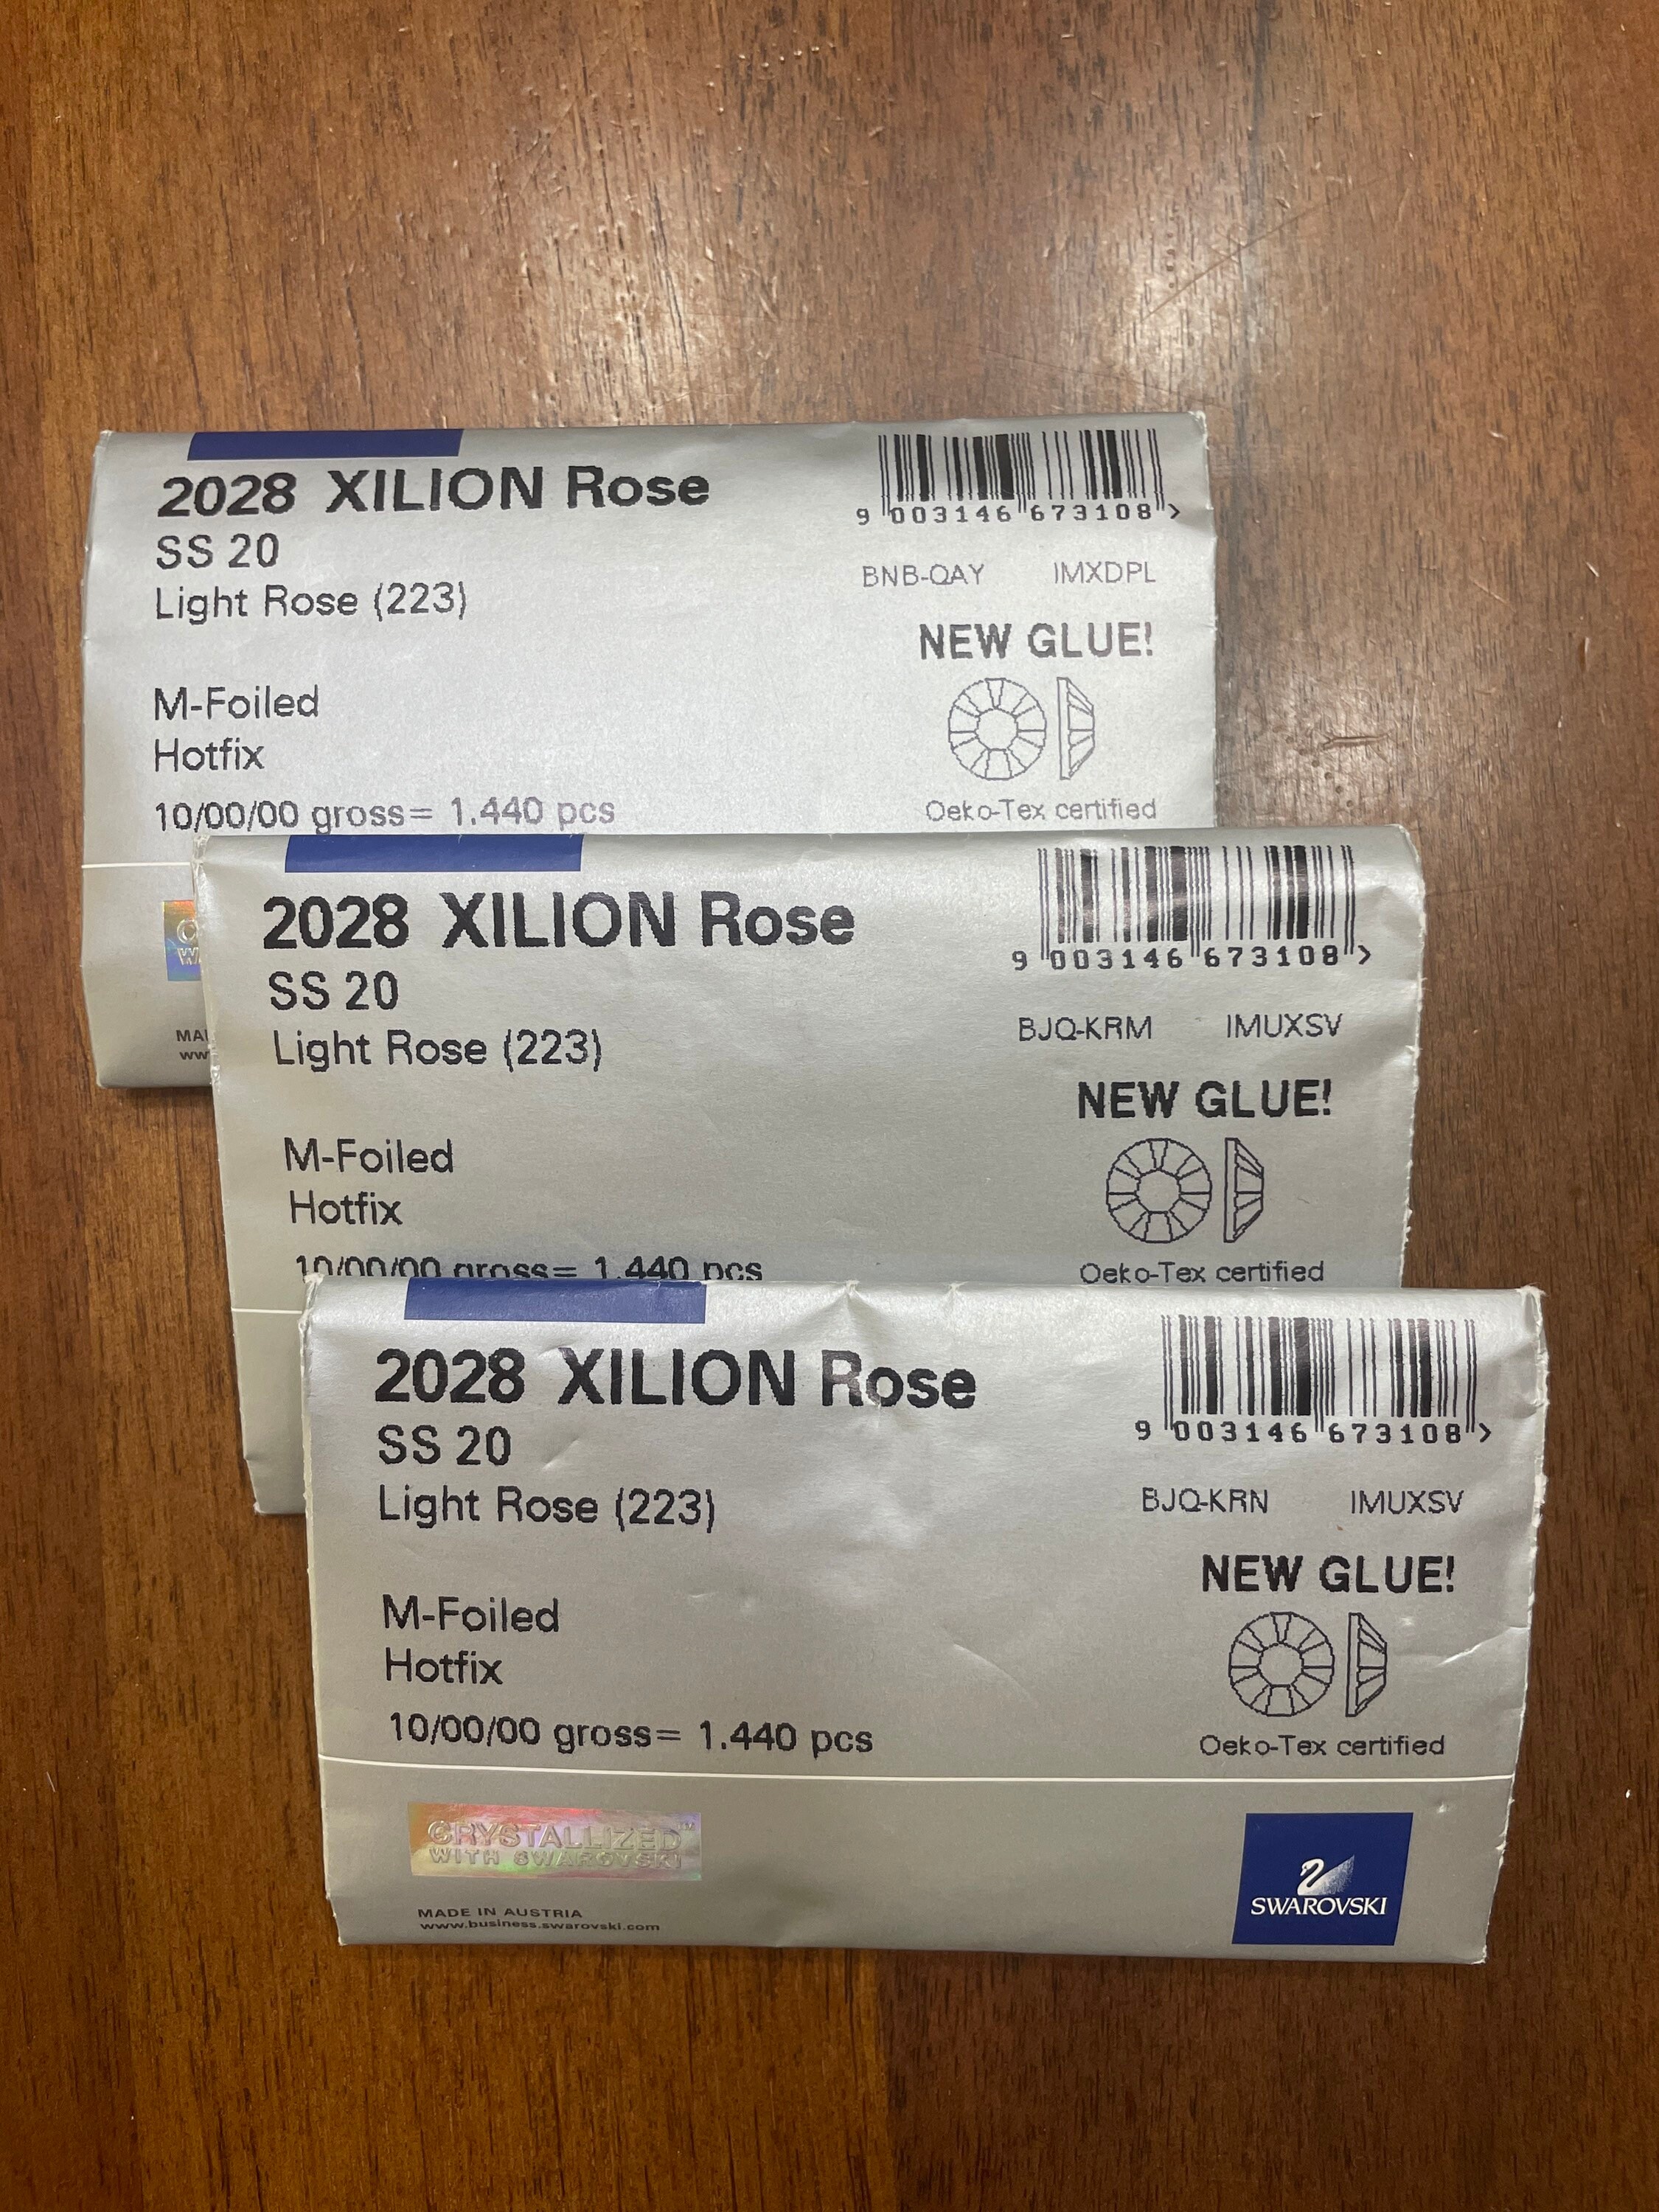 2028 XILION Rose
SS 20
Light Rose (223)
M-Foiled
Hotfix
10/00/00 gross= 1.440 pcs
9 003146 673108 >
BNB-QAY IMXDPL
NEW GLUE!
Oeko-Tex certified
2028 XILION Rose
SS 20
Light Rose (223)
M-Foiled
Hotfix
10/00/00 gross= 1.440 pcs
9 003146 673108 >
BJQ-KRM IMUXSV
NEW GLUE!
Oeko-Tex certified
2028 XILION Rose
SS 20
Light Rose (223)
M-Foiled
Hotfix
10/00/00 gross= 1.440 pcs
9 003146 673108 >
BJQ-KRN IMUXSV
NEW GLUE!
Oeko-Tex certified
CRYSTALLIZED™
WITH SWAROVSKI
MADE IN AUSTRIA
www.business.swarovski.com
SWAROVSKI